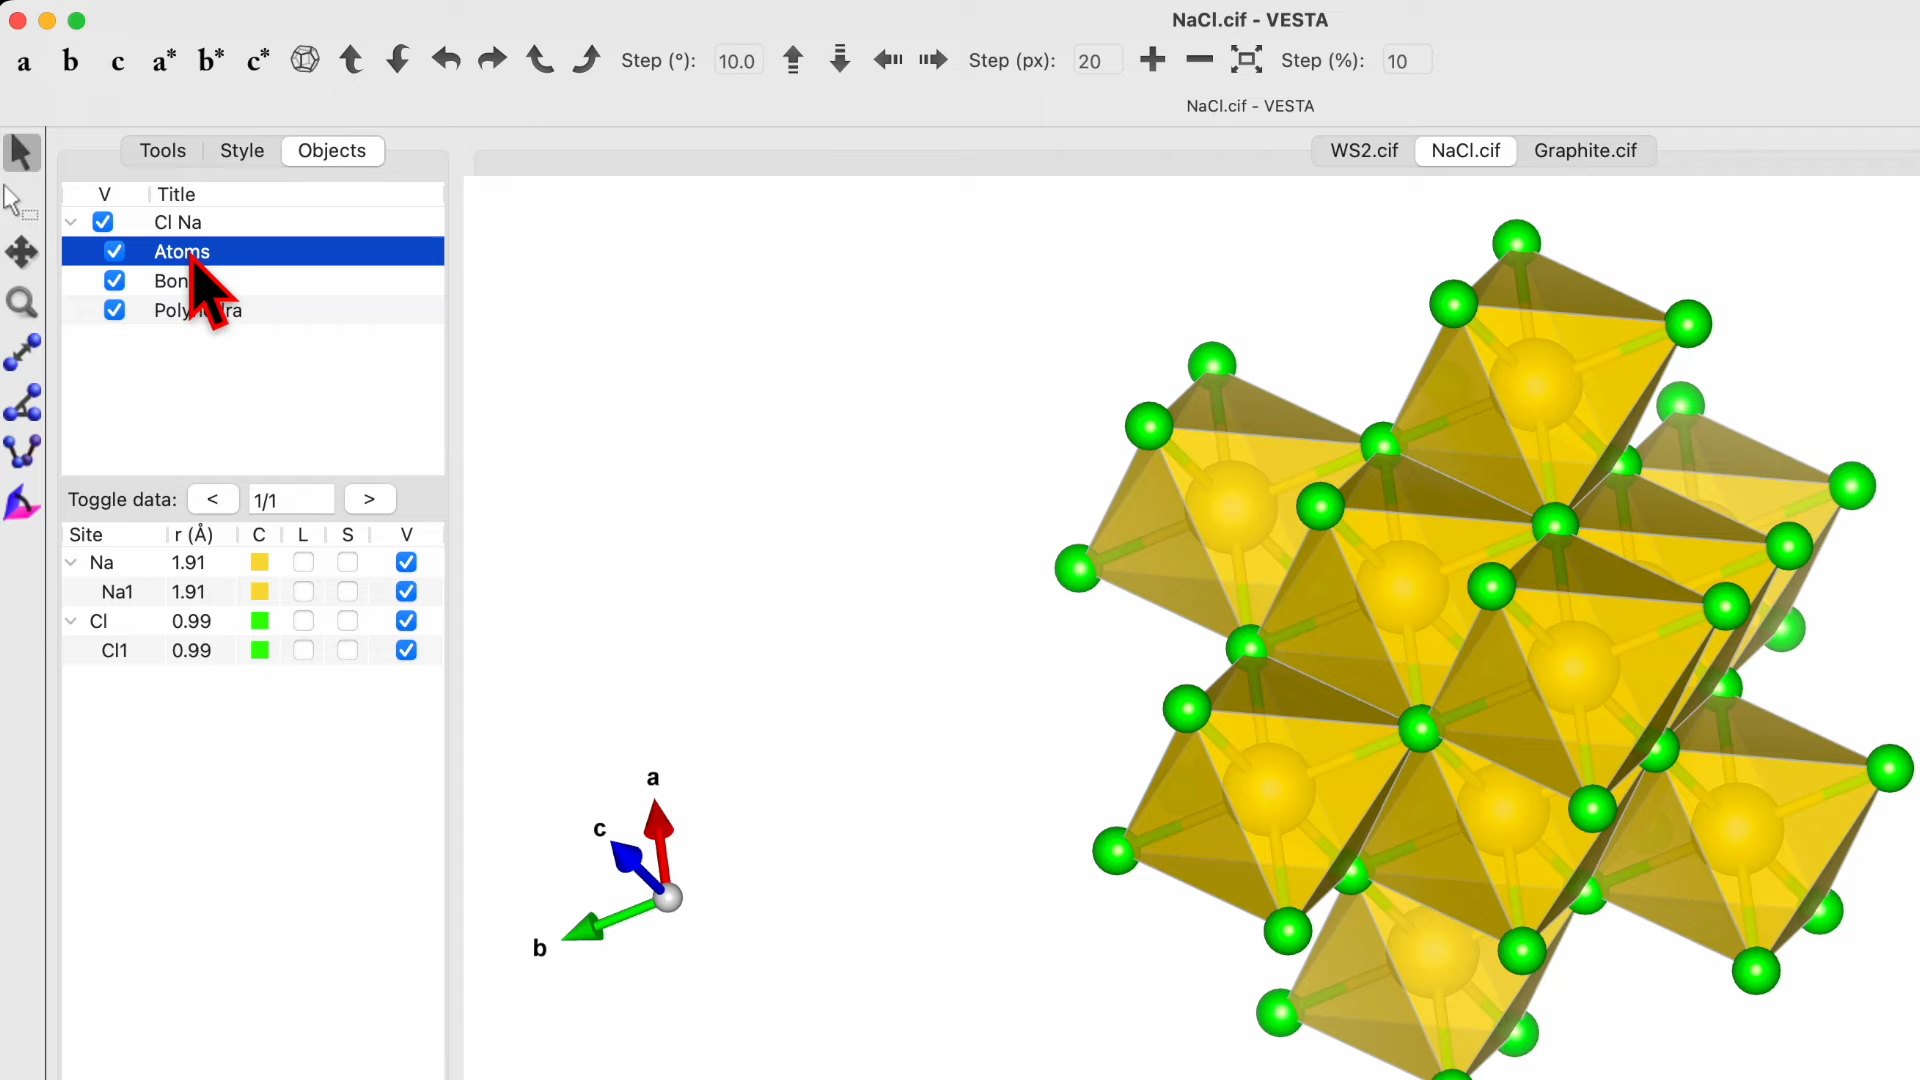 NaCl.cif - VESTA
a b c a* b* c* Step (°): 10.0 Step (px): 20 Step (%): 10
NaCl.cif - VESTA
Tools Style Objects
WS2.cif NaCl.cif Graphite.cif
V Title
Cl Na
Atoms
Bon
Poly ra
Toggle data: < 1/1 >
Site r (Å) C L S V
Na 1.91
Na1 1.91
Cl 0.99
Cl1 0.99
a
c
b